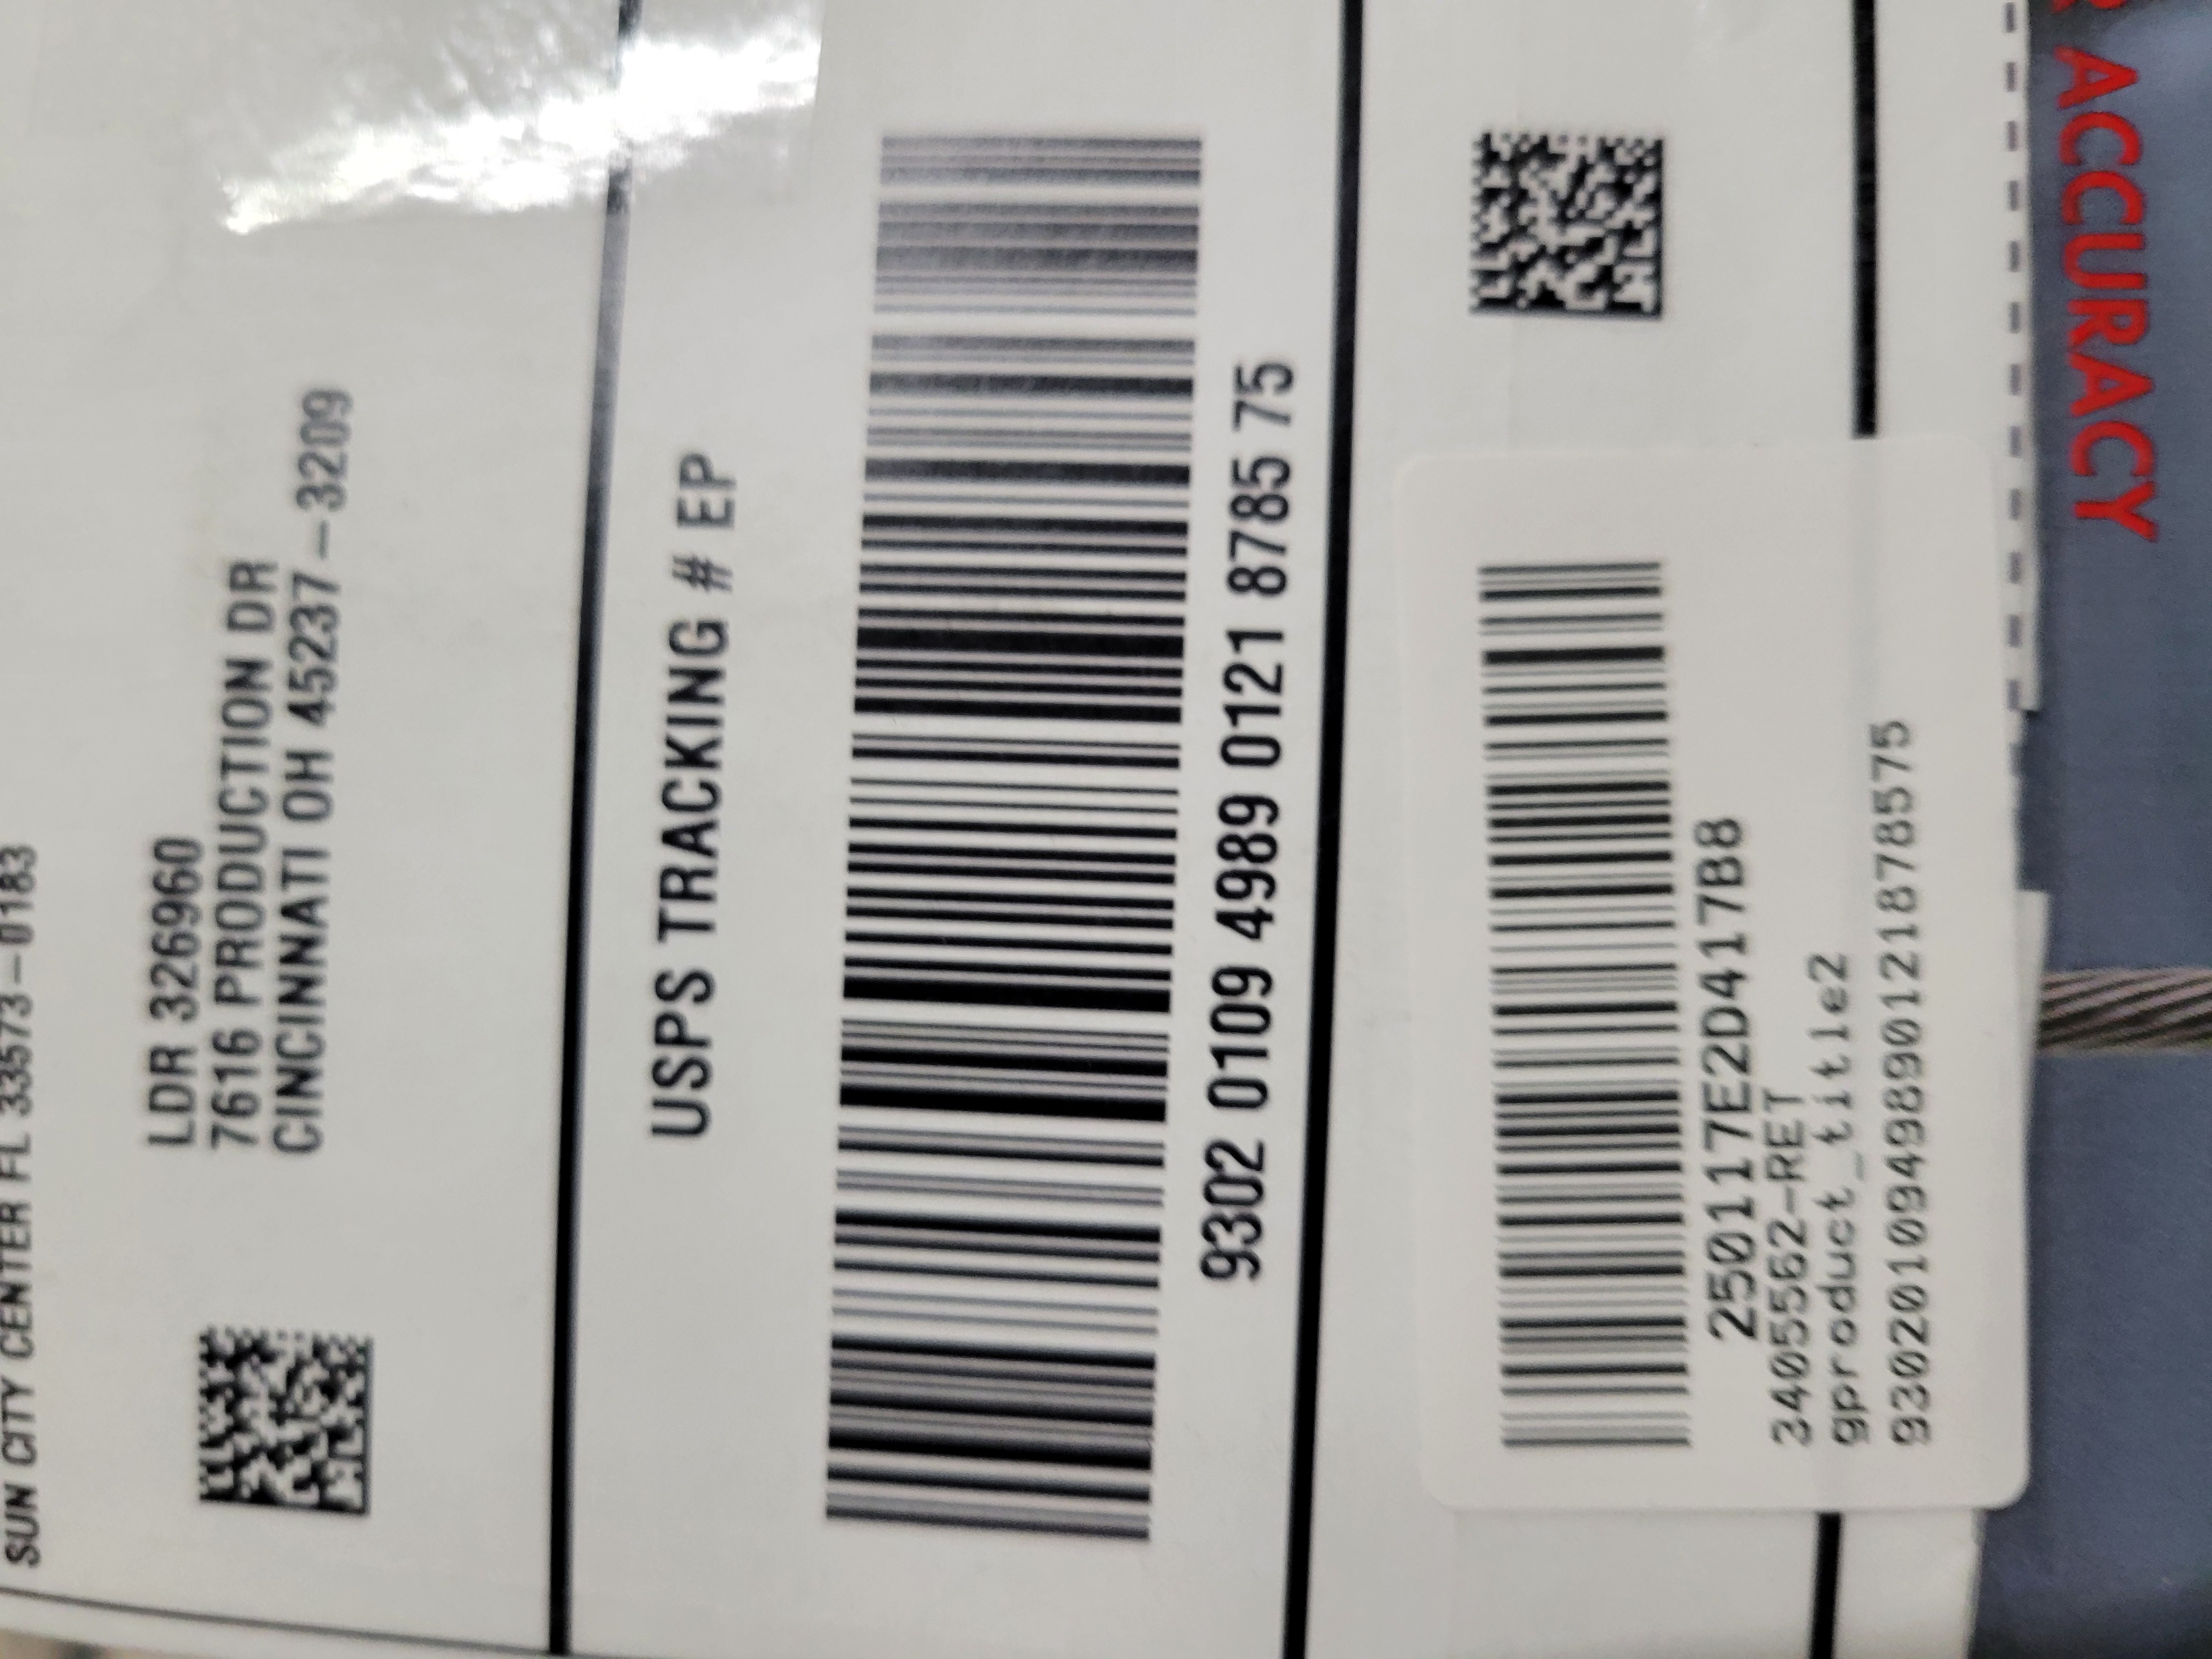 SUN CITY CENTER FL 33573-0183
LDR 326960
7616 PRODUCTION DR
CINCINNATI OH 45237-3209
USPS TRACKING # EP
9302 0109 4989 0121 8785 75
250117E2D417B8
3405562-RET
gproduct_title2
9302010949890121878575
ACCURACY